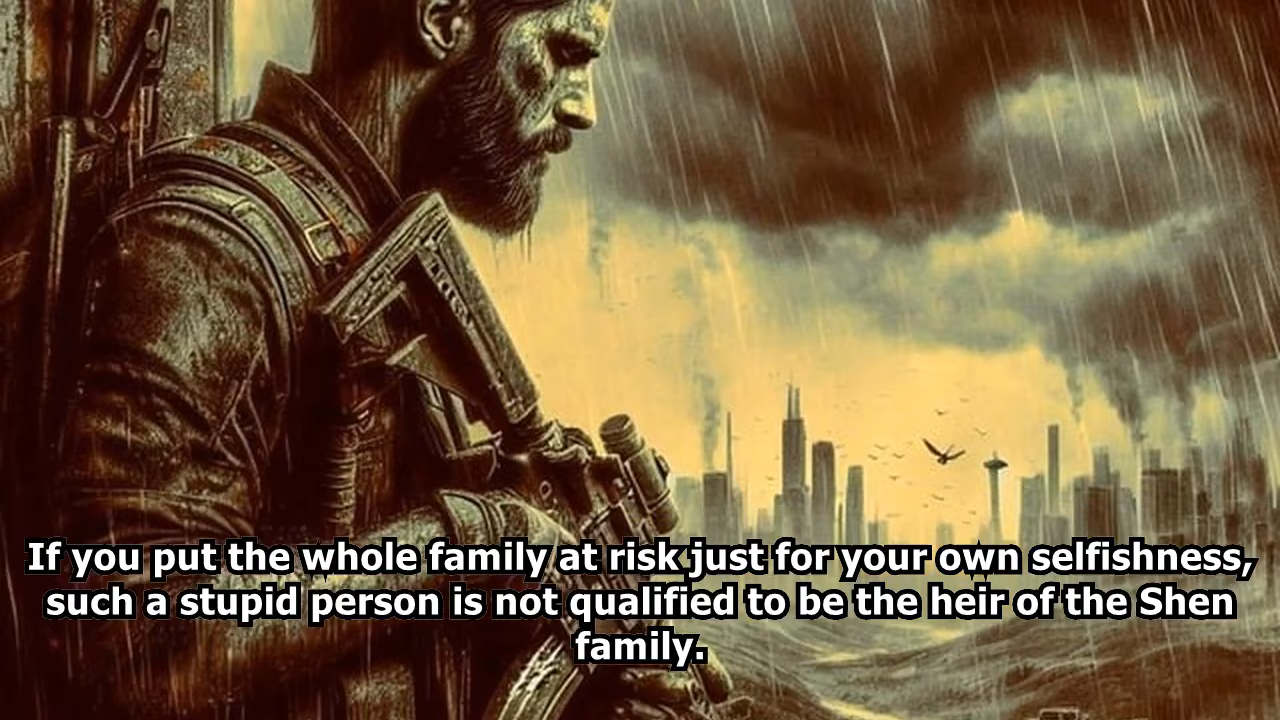 If you put the whole family at risk just for your own selfishness,
such a stupid person is not qualified to be the heir of the Shen
family.